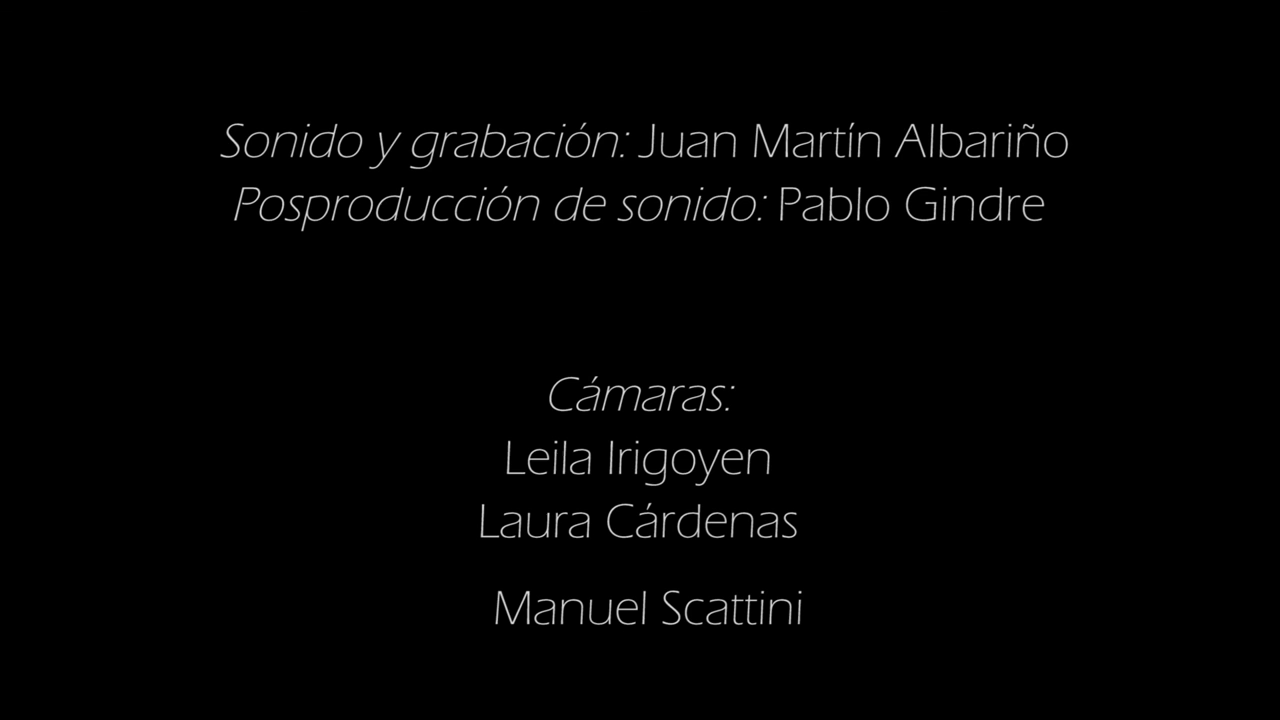 Sonido y grabación: Juan Martín Albariño
Posproducción de sonido: Pablo Gindre
Cámaras:
Leila Irigoyen
Laura Cárdenas
Manuel Scattini